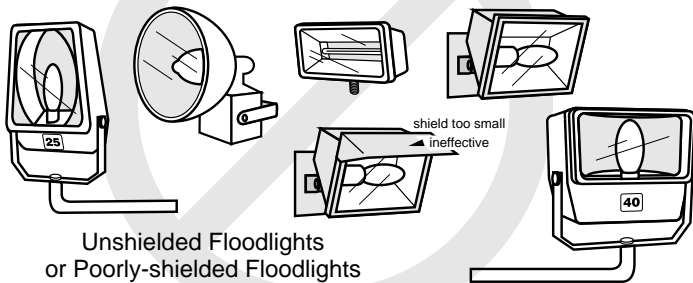 25
shield too small
ineffective
40
Unshielded Floodlights
or Poorly-shielded Floodlights